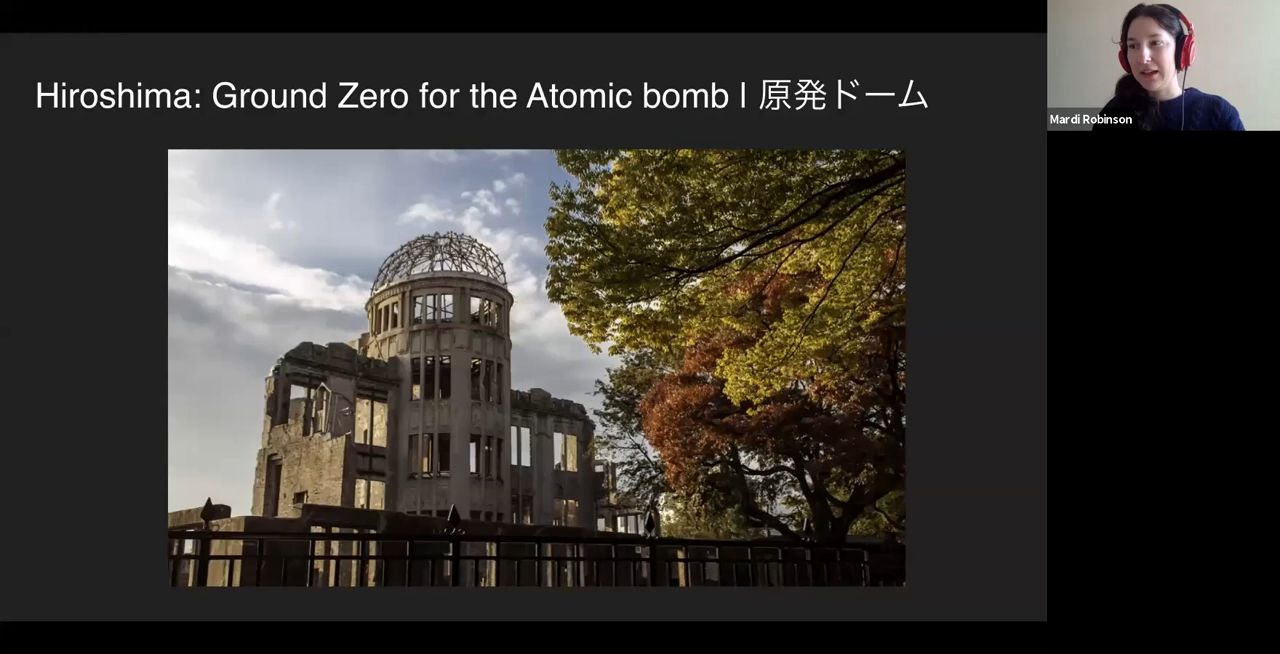 Hiroshima: Ground Zero for the Atomic bomb l 原発ドーム
Mardi Robinson